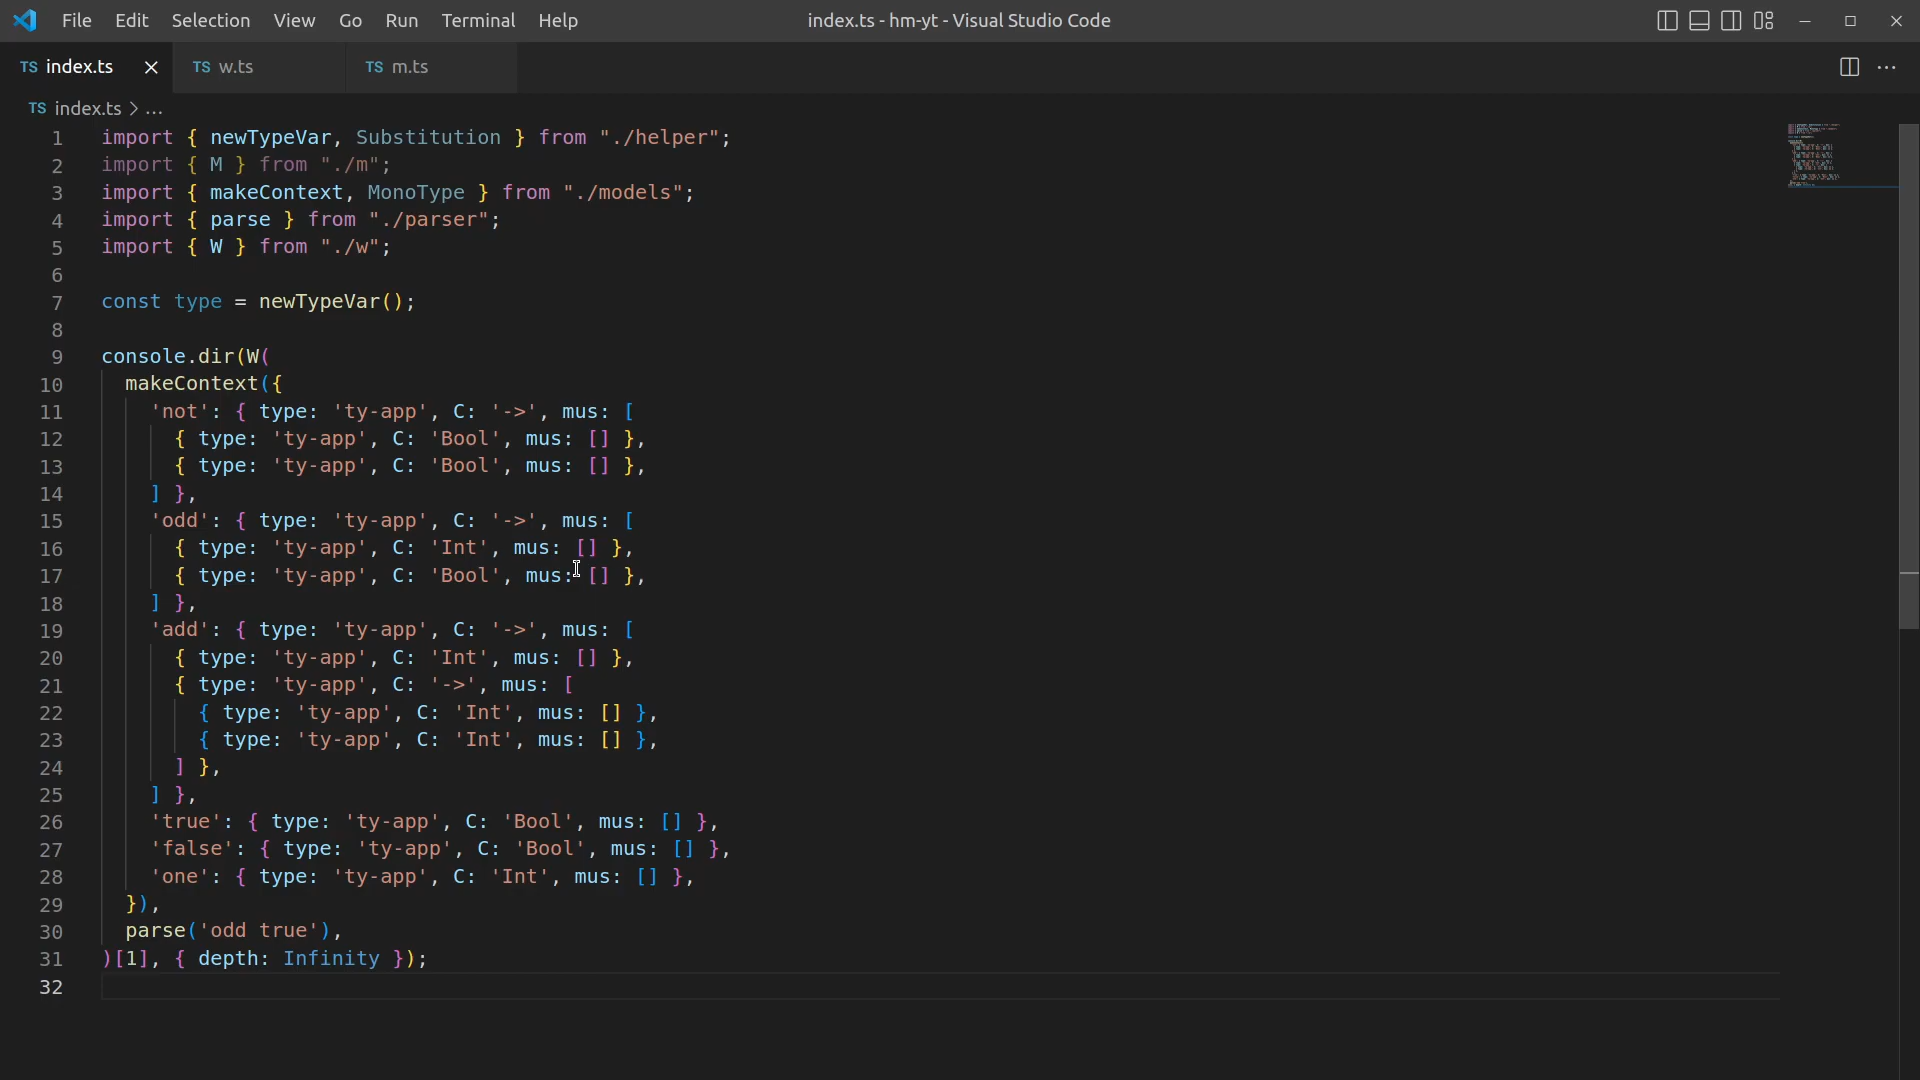 File Edit Selection View Go Run Terminal Help index.ts - hm-yt - Visual Studio Code
TS index.ts TS w.ts TS m.ts
TS index.ts > ...
1 import { newTypeVar, Substitution } from "./helper";
2 import { M } from "./m";
3 import { makeContext, MonoType } from "./models";
4 import { parse } from "./parser";
5 import { W } from "./w";
6
7 const type = newTypeVar();
8
9 console.dir(W(
10 makeContext({
11 'not': { type: 'ty-app', C: '->', mus: [
12 { type: 'ty-app', C: 'Bool', mus: [] },
13 { type: 'ty-app', C: 'Bool', mus: [] },
14 ] },
15 'odd': { type: 'ty-app', C: '->', mus: [
16 { type: 'ty-app', C: 'Int', mus: [] },
17 { type: 'ty-app', C: 'Bool', mus: [] },
18 ] },
19 'add': { type: 'ty-app', C: '->', mus: [
20 { type: 'ty-app', C: 'Int', mus: [] },
21 { type: 'ty-app', C: '->', mus: [
22 { type: 'ty-app', C: 'Int', mus: [] },
23 { type: 'ty-app', C: 'Int', mus: [] },
24 ] },
25 ] },
26 'true': { type: 'ty-app', C: 'Bool', mus: [] },
27 'false': { type: 'ty-app', C: 'Bool', mus: [] },
28 'one': { type: 'ty-app', C: 'Int', mus: [] },
29 }),
30 parse('odd true'),
31 )[1], { depth: Infinity });
32